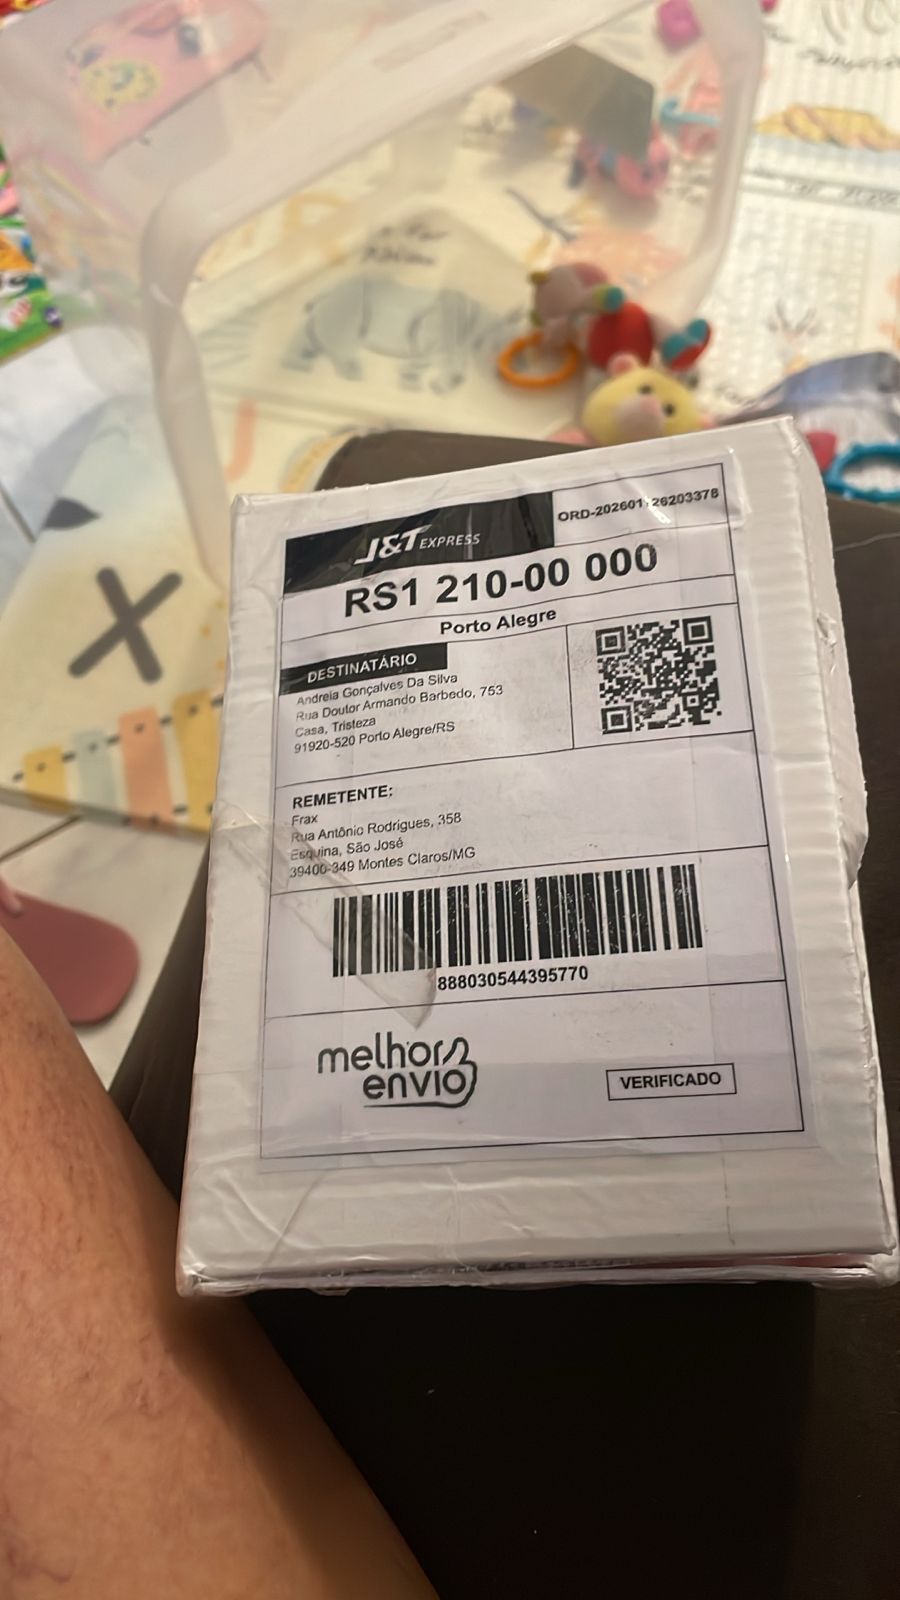 J&T EXPRESS
ORD-20260126203378
RS1 210-00 000
Porto Alegre
DESTINATÁRIO
Andreia Gonçalves Da Silva
Rua Doutor Armando Barbedo, 753
Casa, Tristeza
91920-520 Porto Alegre/RS
REMETENTE:
Frax
Rua Antônio Rodrigues, 358
Esquina, São José
39400-349 Montes Claros/MG
888030544395770
melhor
envio
VERIFICADO